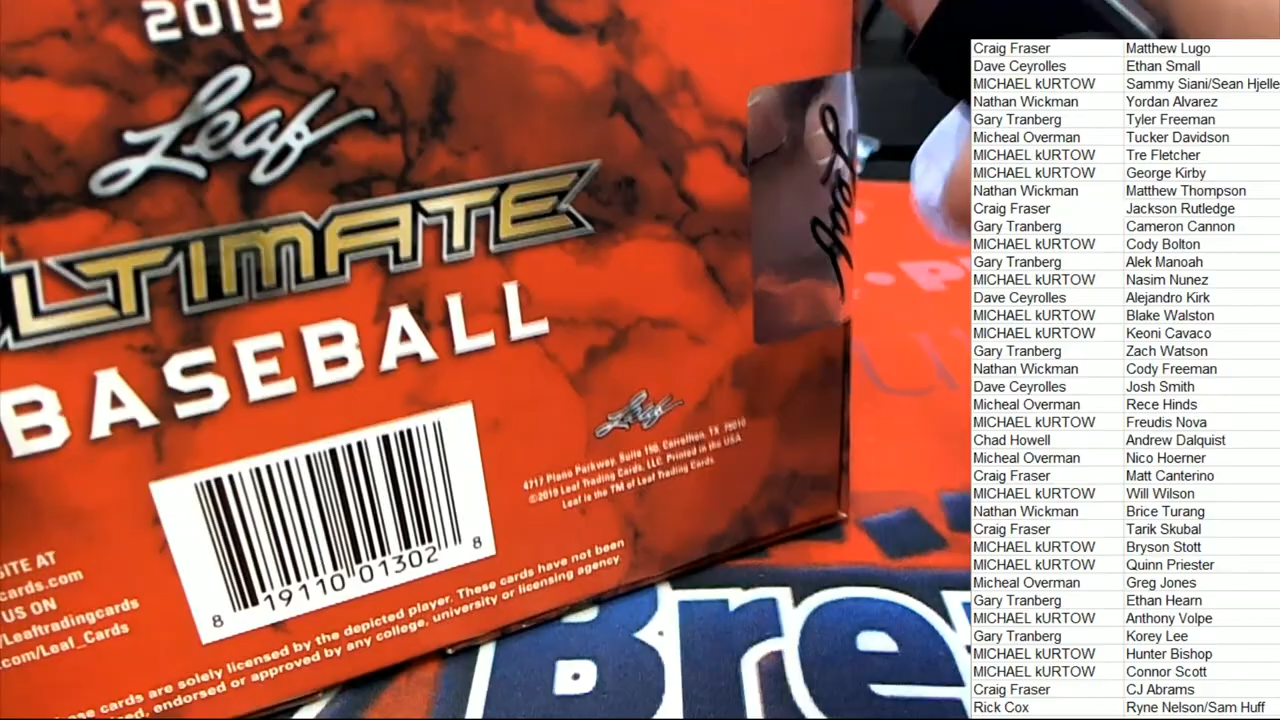 2019
Leaf
ULTIMATE
BASEBALL
Leaf
Leaf
4717 Plano Parkway, Suite 150, Carrollton, TX 75010
©2019 Leaf Trading Cards, LLC. Printed in the USA
Leaf is the TM of Leaf Trading Cards
8 19110 01302 8
SITE AT
cards.com
US ON
/Leaftradingcards
.com/Leaf_Cards
cards are solely licensed by the depicted player. These cards have not been
endorsed or approved by any college, university or licensing agency.
Bre
Craig Fraser Matthew Lugo
Dave Ceyrolles Ethan Small
MICHAEL kURTOW Sammy Siani/Sean Hjelle
Nathan Wickman Yordan Alvarez
Gary Tranberg Tyler Freeman
Micheal Overman Tucker Davidson
MICHAEL kURTOW Tre Fletcher
MICHAEL kURTOW George Kirby
Nathan Wickman Matthew Thompson
Craig Fraser Jackson Rutledge
Gary Tranberg Cameron Cannon
MICHAEL kURTOW Cody Bolton
Gary Tranberg Alek Manoah
MICHAEL kURTOW Nasim Nunez
Dave Ceyrolles Alejandro Kirk
MICHAEL kURTOW Blake Walston
MICHAEL kURTOW Keoni Cavaco
Gary Tranberg Zach Watson
Nathan Wickman Cody Freeman
Dave Ceyrolles Josh Smith
Micheal Overman Rece Hinds
MICHAEL kURTOW Freudis Nova
Chad Howell Andrew Dalquist
Micheal Overman Nico Hoerner
Craig Fraser Matt Canterino
MICHAEL kURTOW Will Wilson
Nathan Wickman Brice Turang
Craig Fraser Tarik Skubal
MICHAEL kURTOW Bryson Stott
MICHAEL kURTOW Quinn Priester
Micheal Overman Greg Jones
Gary Tranberg Ethan Hearn
MICHAEL kURTOW Anthony Volpe
Gary Tranberg Korey Lee
MICHAEL kURTOW Hunter Bishop
MICHAEL kURTOW Connor Scott
Craig Fraser CJ Abrams
Rick Cox Ryne Nelson/Sam Huff